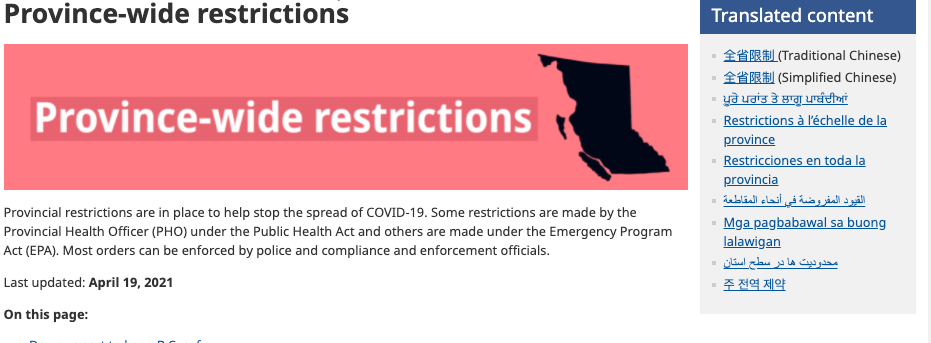 Province-wide restrictions
Province-wide restrictions
Provincial restrictions are in place to help stop the spread of COVID-19. Some restrictions are made by the
Provincial Health Officer (PHO) under the Public Health Act and others are made under the Emergency Program
Act (EPA). Most orders can be enforced by police and compliance and enforcement officials.
Last updated: April 19, 2021
On this page:
Translated content
全省限制 (Traditional Chinese)
全省限制 (Simplified Chinese)
ਪੂਰੇ ਪਰਾਂਤ ਤੇ ਲਾਗੂ ਪਾਬੰਦੀਆਂ
Restrictions à l’échelle de la
province
Restricciones en toda la
provincia
القيود المفروضة في أنحاء المقاطعة
Mga pagbabawal sa buong
lalawigan
محدودیت ها در سطح استان
주 전역 제약